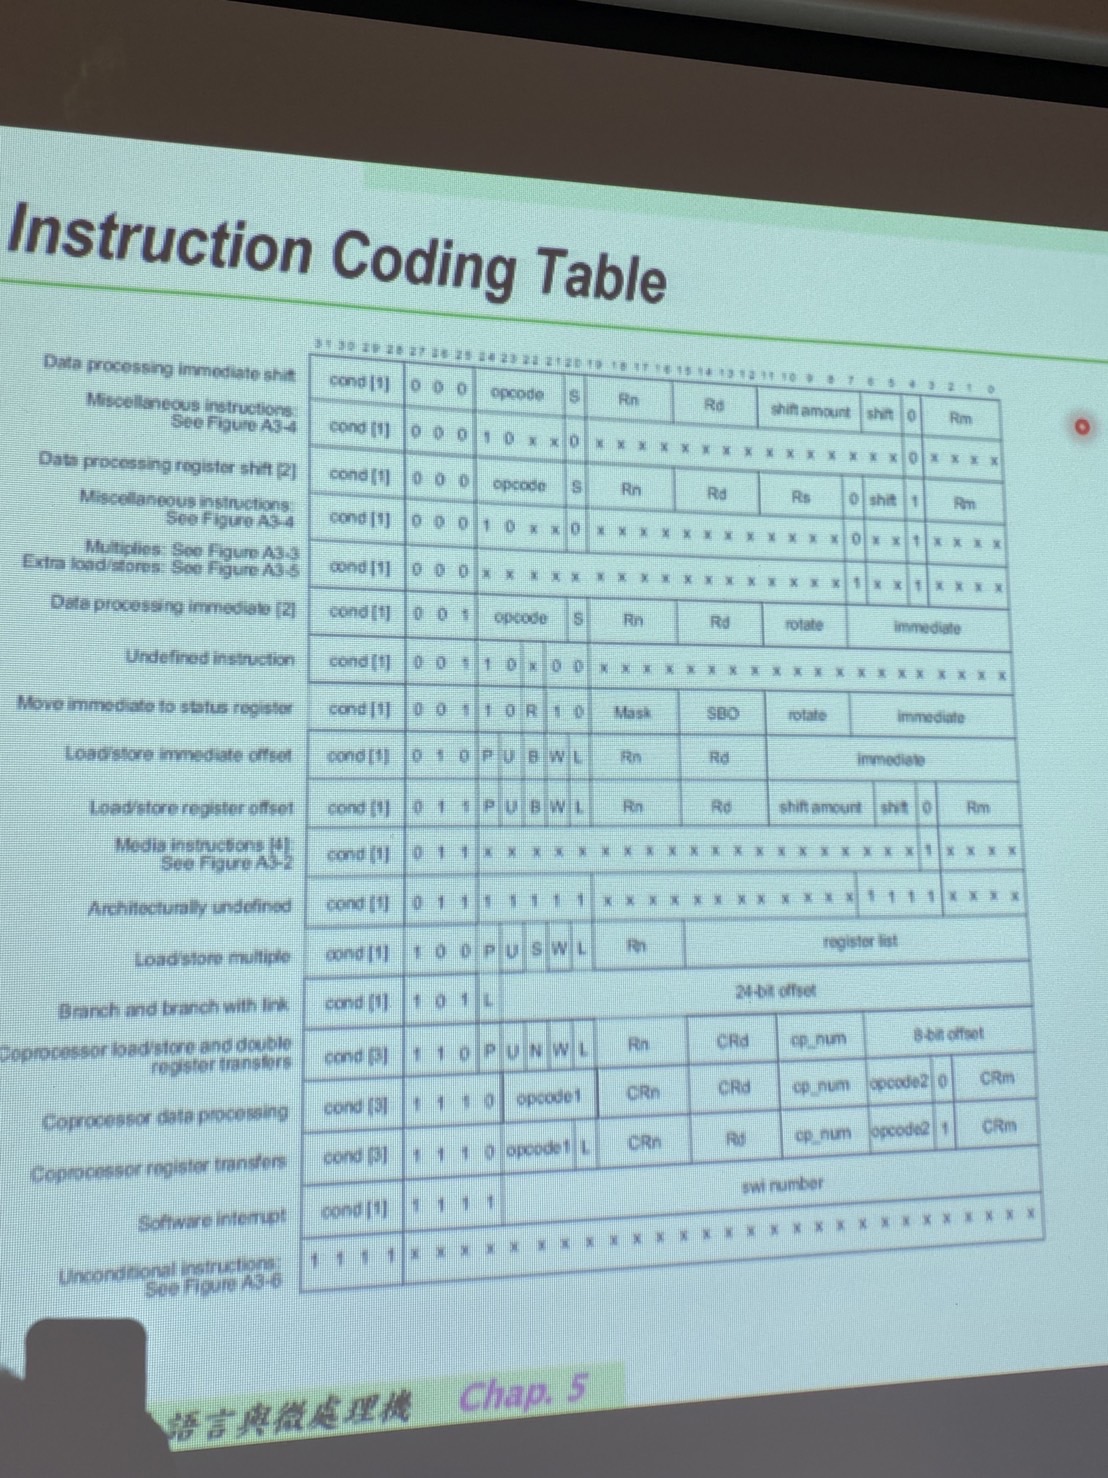 Instruction Coding Table
31 30 29 28 27 26 25 24 23 22 21 20 19 18 17 16 15 14 13 12 11 10 9 8 7 6 5 4 3 2 1 0
Data processing immediate shift cond [1] 0 0 0 opcode S Rn Rd shift amount shift 0 Rm
Miscellaneous instructions:
See Figure A3-4 cond [1] 0 0 0 1 0 x x 0 x x x x x x x x x x x x x x x 0 x x x x
Data processing register shift [2] cond [1] 0 0 0 opcode S Rn Rd Rs 0 shift 1 Rm
Miscellaneous instructions:
See Figure A3-4 cond [1] 0 0 0 1 0 x x 0 x x x x x x x x x x x x 0 x x 1 x x x x
Multiplies: See Figure A3-3
Extra load/stores: See Figure A3-5 cond [1] 0 0 0 x x x x x x x x x x x x x x x x x 1 x x 1 x x x x
Data processing immediate [2] cond [1] 0 0 1 opcode S Rn Rd rotate immediate
Undefined instruction cond [1] 0 0 1 1 0 x 0 0 x x x x x x x x x x x x x x x x x x x x
Move immediate to status register cond [1] 0 0 1 1 0 R 1 0 Mask SBO rotate immediate
Load/store immediate offset cond [1] 0 1 0 P U B W L Rn Rd immediate
Load/store register offset cond [1] 0 1 1 P U B W L Rn Rd shift amount shift 0 Rm
Media instructions [4]:
See Figure A3-2 cond [1] 0 1 1 x x x x x x x x x x x x x x x x x x x x 1 x x x x
Architecturally undefined cond [1] 0 1 1 1 1 1 1 1 x x x x x x x x x x x x 1 1 1 1 x x x x
Load/store multiple cond [1] 1 0 0 P U S W L Rn register list
Branch and branch with link cond [1] 1 0 1 L 24-bit offset
Coprocessor load/store and double
register transfers cond [3] 1 1 0 P U N W L Rn CRd cp_num 8-bit offset
Coprocessor data processing cond [3] 1 1 1 0 opcode1 CRn CRd cp_num opcode2 0 CRm
Coprocessor register transfers cond [3] 1 1 1 0 opcode1 L CRn Rd cp_num opcode2 1 CRm
Software interrupt cond [1] 1 1 1 1 swi number
Unconditional instructions:
See Figure A3-6 1 1 1 1 x x x x x x x x x x x x x x x x x x x x x x x x x x x x
語言與微處理機 Chap. 5